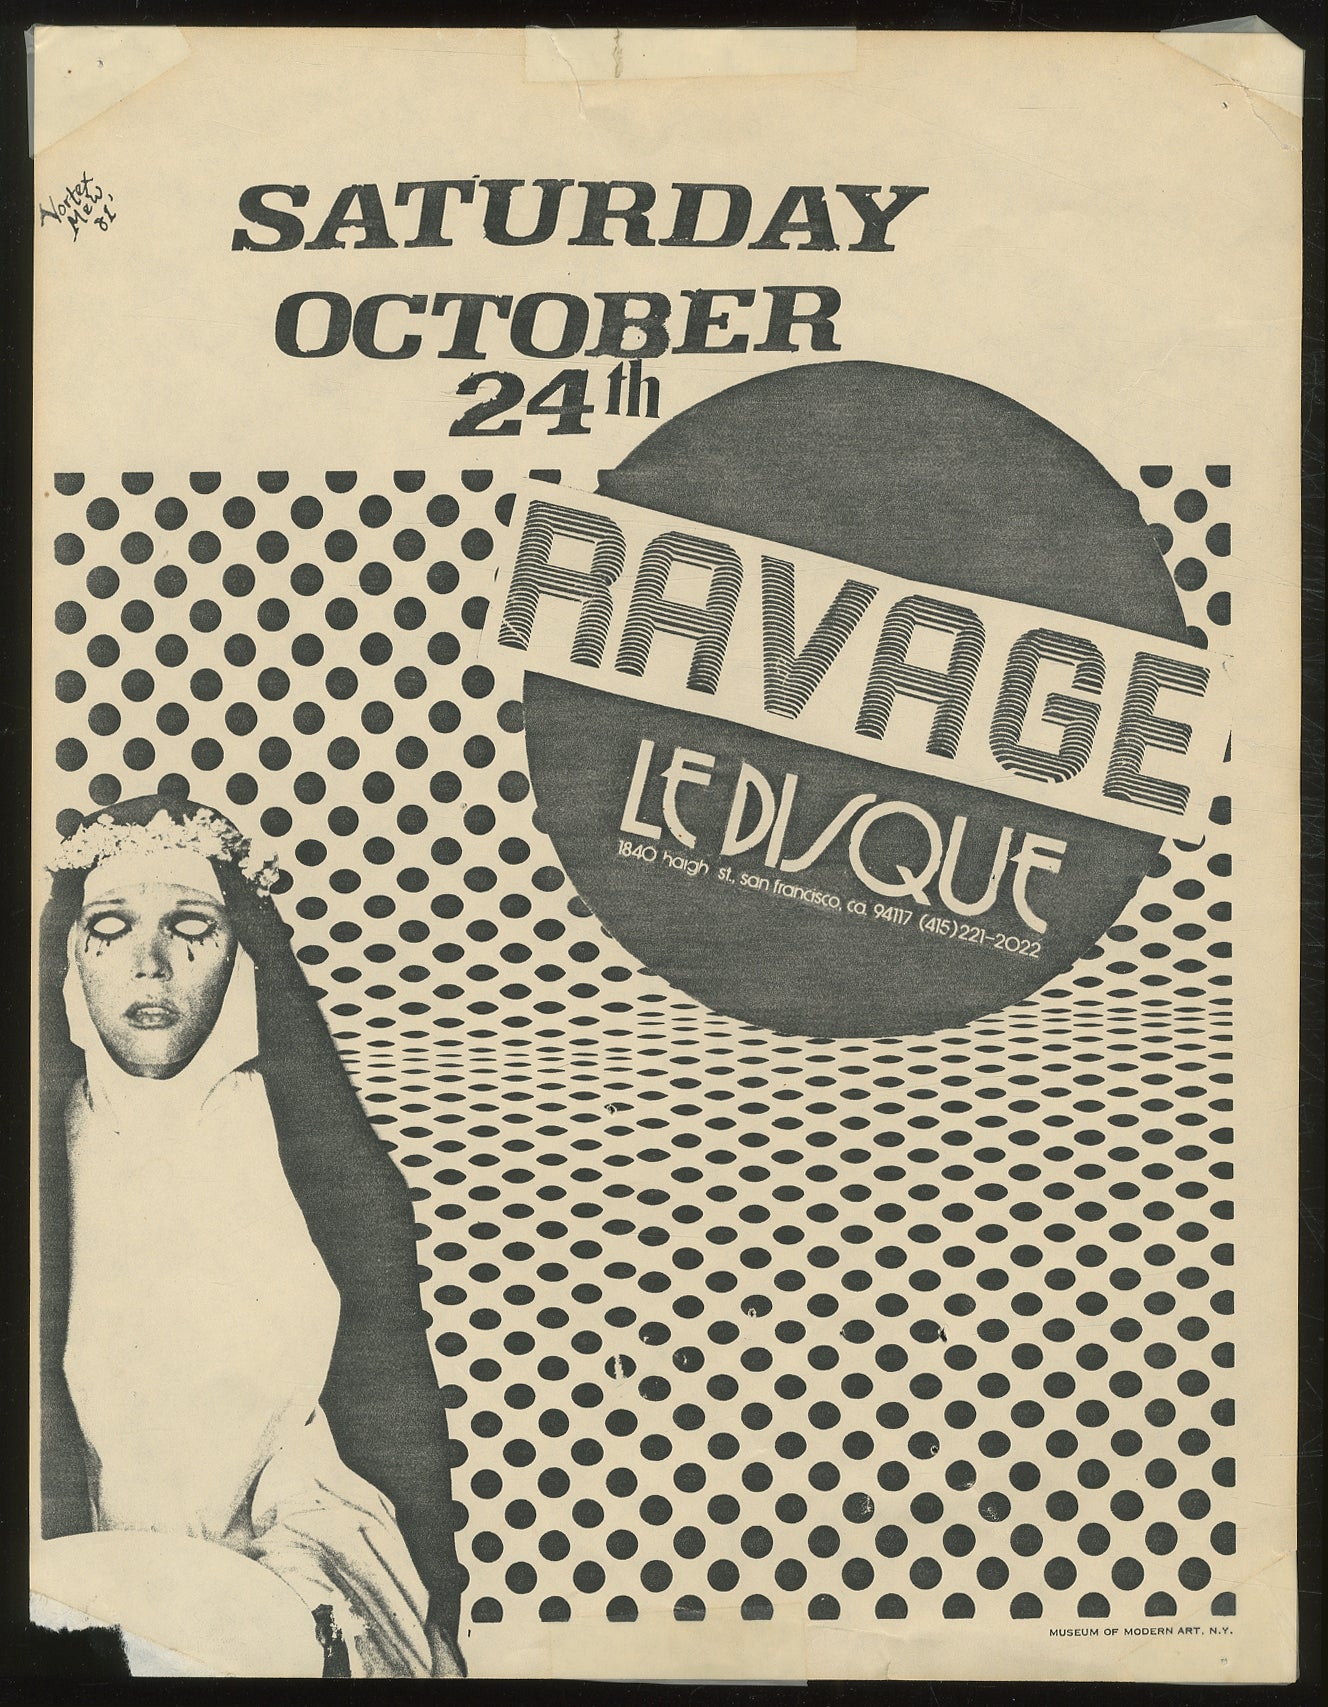 Vortex
Mew
81'
SATURDAY
OCTOBER
24th
RAVAGE
LE DISQUE
1840 haigh st. san francisco, ca 94117 (415) 221-2022
MUSEUM OF MODERN ART, N.Y.